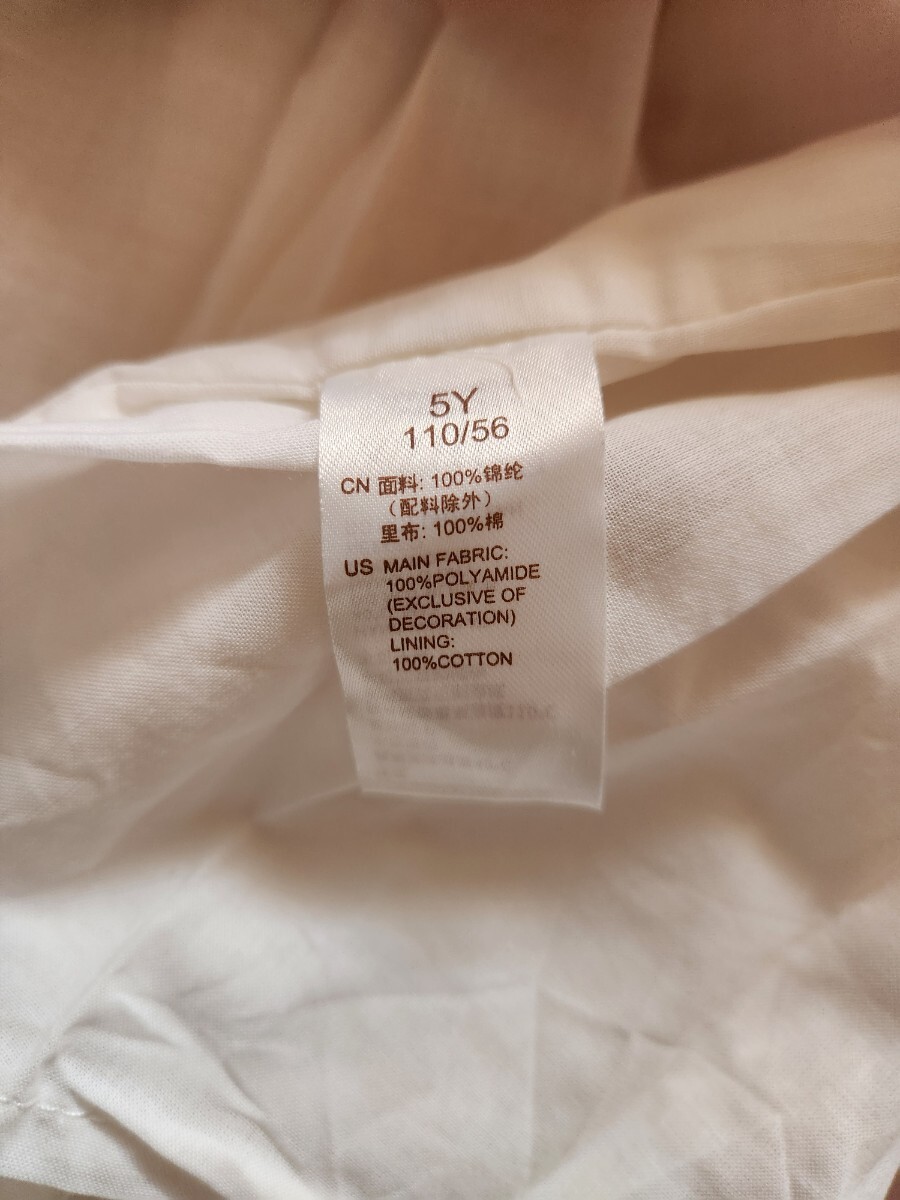 5Y
110/56
CN 面料: 100%锦纶
（配料除外）
里布: 100%棉
US MAIN FABRIC:
100%POLYAMIDE
(EXCLUSIVE OF
DECORATION)
LINING:
100%COTTON